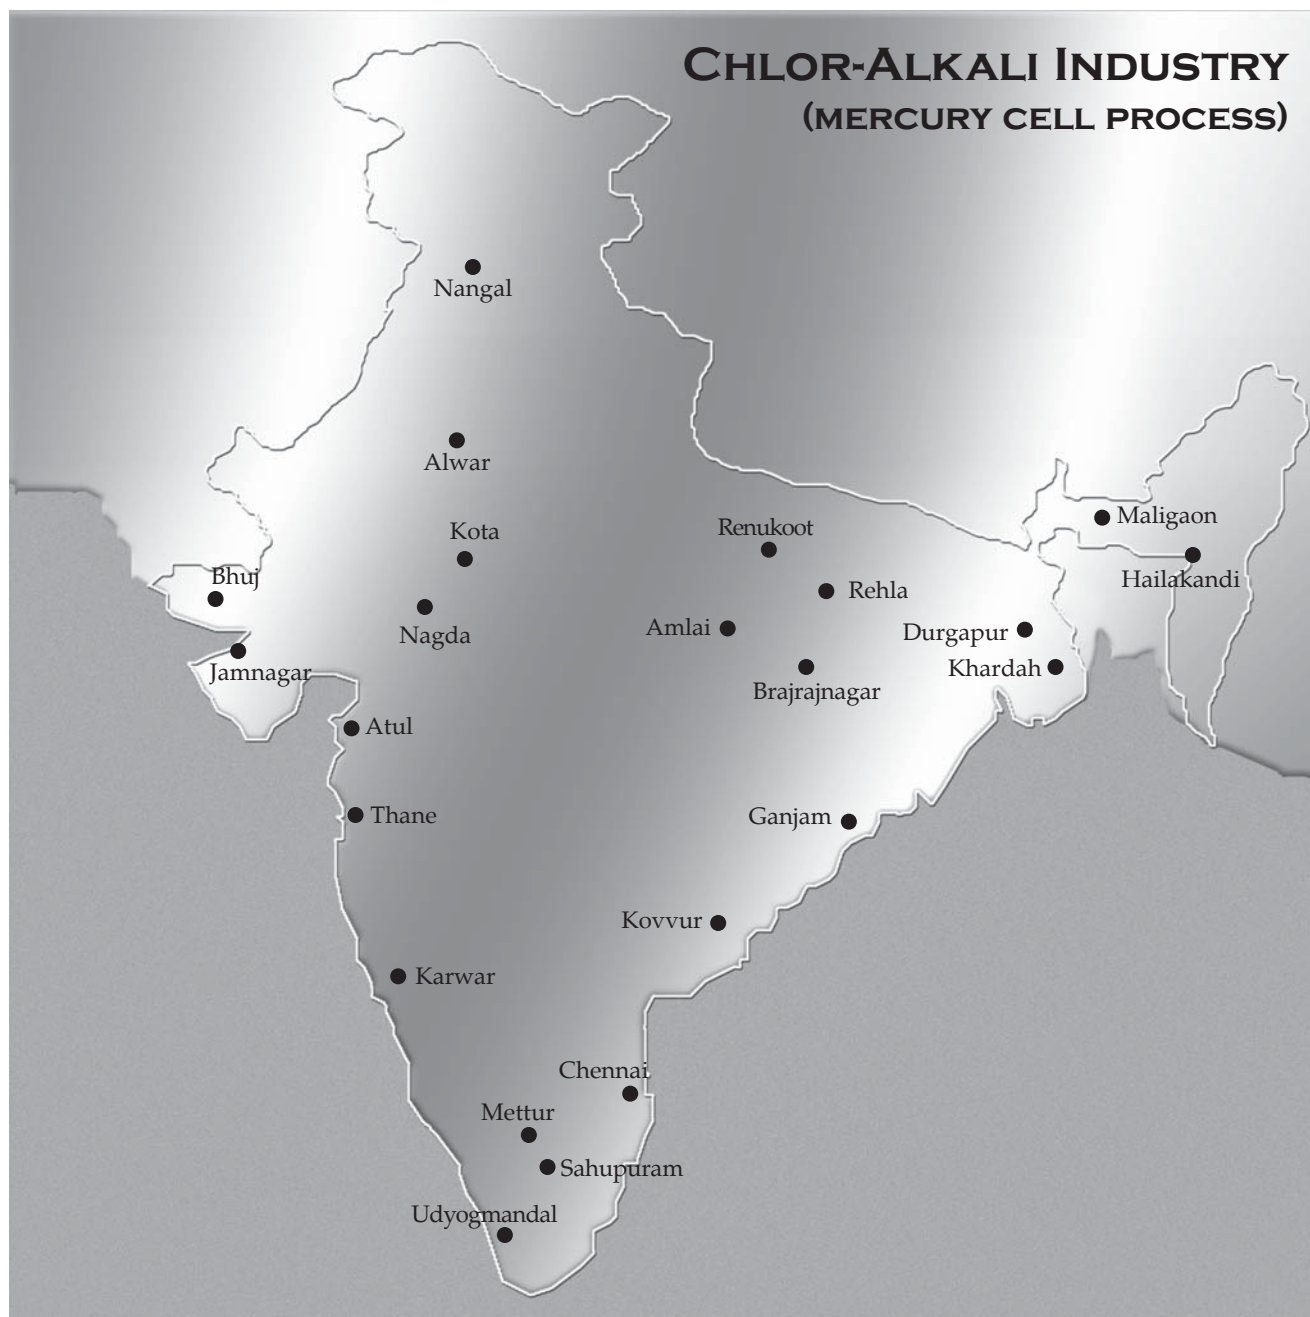 CHLOR-ALKALI INDUSTRY
(MERCURY CELL PROCESS)
Nangal
Alwar
Kota
Renukoot
Maligaon
Bhuj
Hailakandi
Rehla
Nagda
Amlai
Durgapur
Jamnagar
Khardah
Brajrajnagar
Atul
Thane
Ganjam
Kovvur
Karwar
Chennai
Mettur
Sahupuram
Udyogmandal